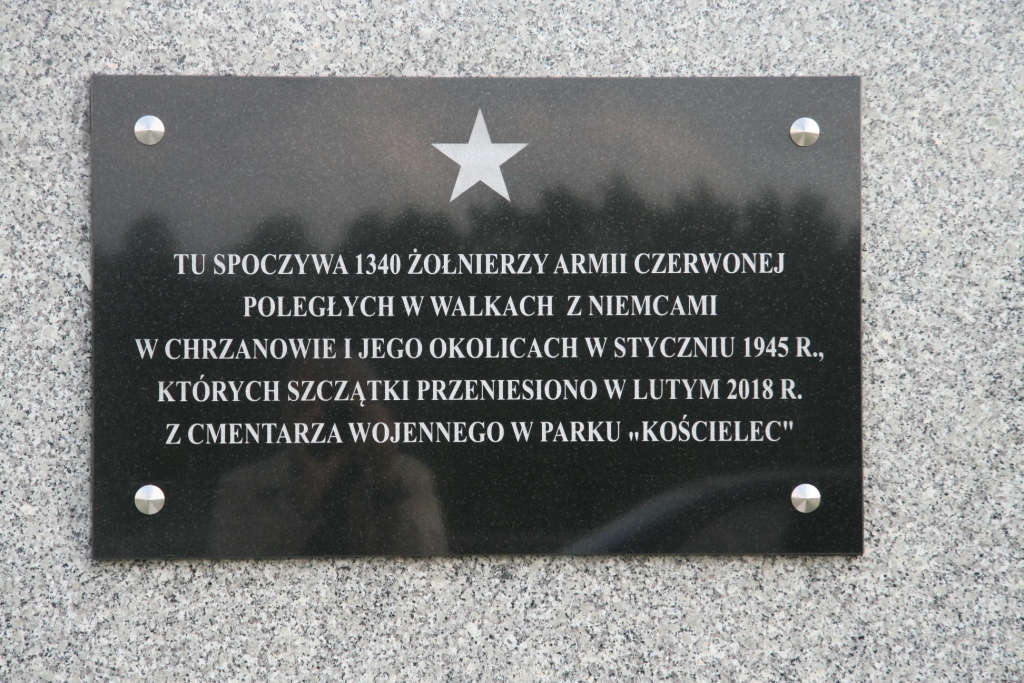 TU SPOCZYWA 1340 ŻOŁNIERZY ARMII CZERWONEJ
POLEGŁYCH W WALKACH Z NIEMCAMI
W CHRZANOWIE I JEGO OKOLICACH W STYCZNIU 1945 R.,
KTÓRYCH SZCZĄTKI PRZENIESIONO W LUTYM 2018 R.
Z CMENTARZA WOJENNEGO W PARKU „KOŚCIELEC"